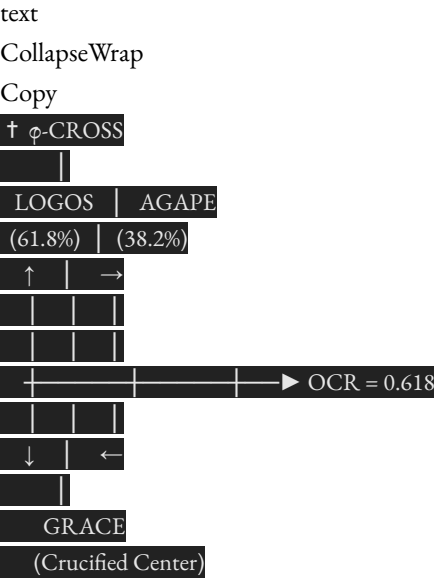 text
CollapseWrap
Copy
† φ-CROSS
│
LOGOS │ AGAPE
(61.8%) │ (38.2%)
↑ │ →
│ │ │
│ │ │
─┼─────┼─────┼──► OCR = 0.618
│ │ │
↓ │ ←
│
GRACE
(Crucified Center)